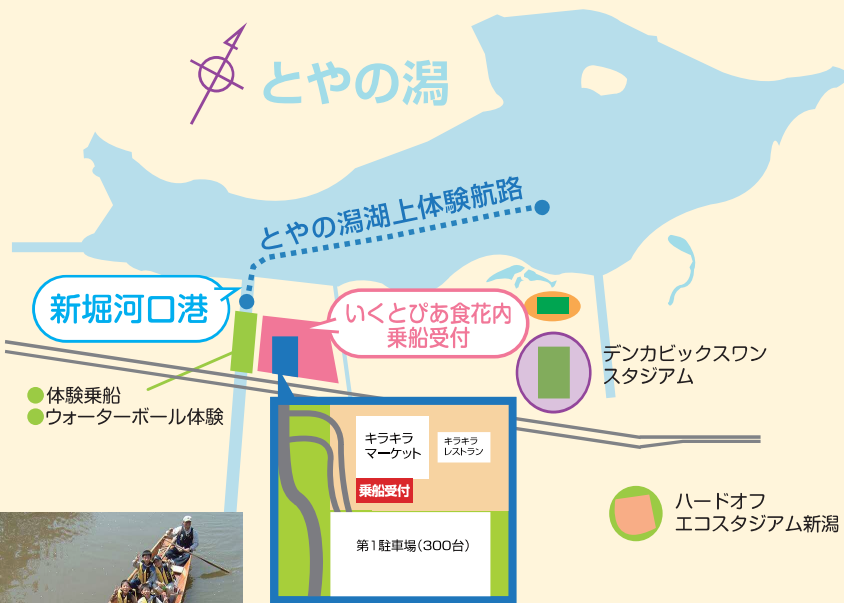 とやの潟
とやの潟湖上体験航路
新堀河口港
いくとぴあ食花内
乗船受付
デンカビックスワン
スタジアム
●体験乗船
●ウォーターボール体験
キラキラ
マーケット
キラキラ
レストラン
乗船受付
第1駐車場(300台)
ハードオフ
エコスタジアム新潟